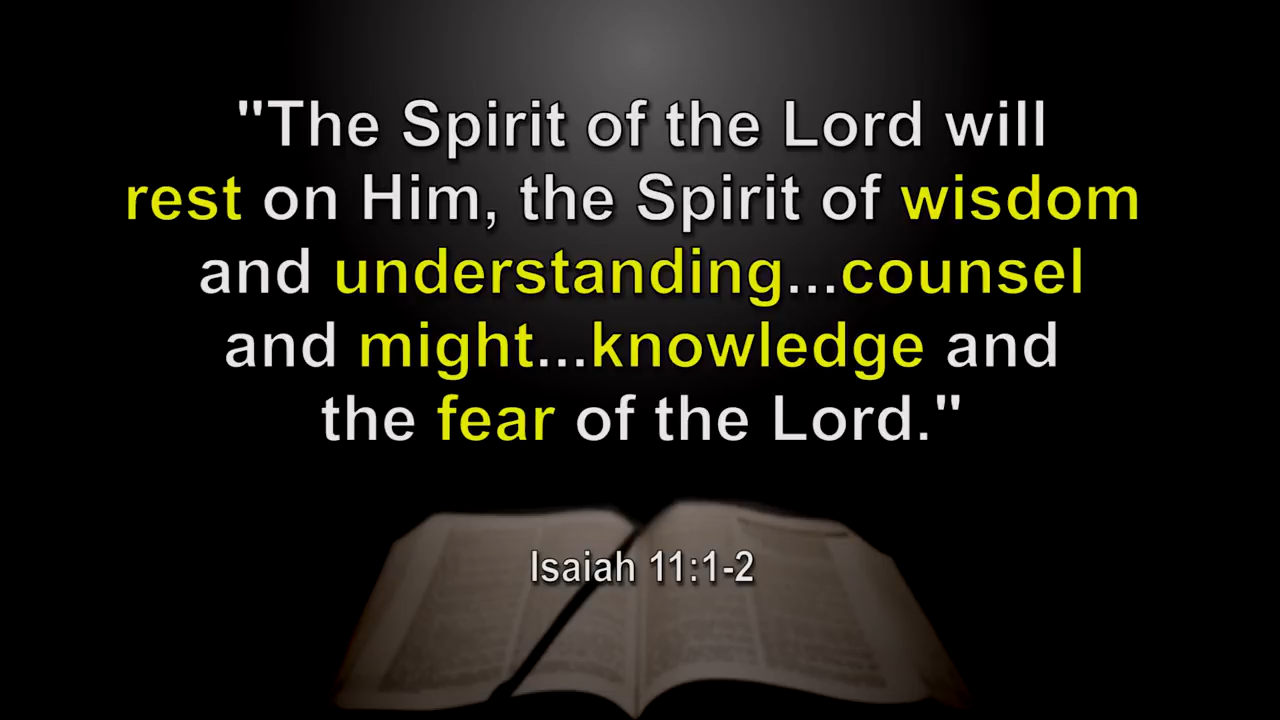 "The Spirit of the Lord will
rest on Him, the Spirit of wisdom
and understanding...counsel
and might...knowledge and
the fear of the Lord."
Isaiah 11:1-2